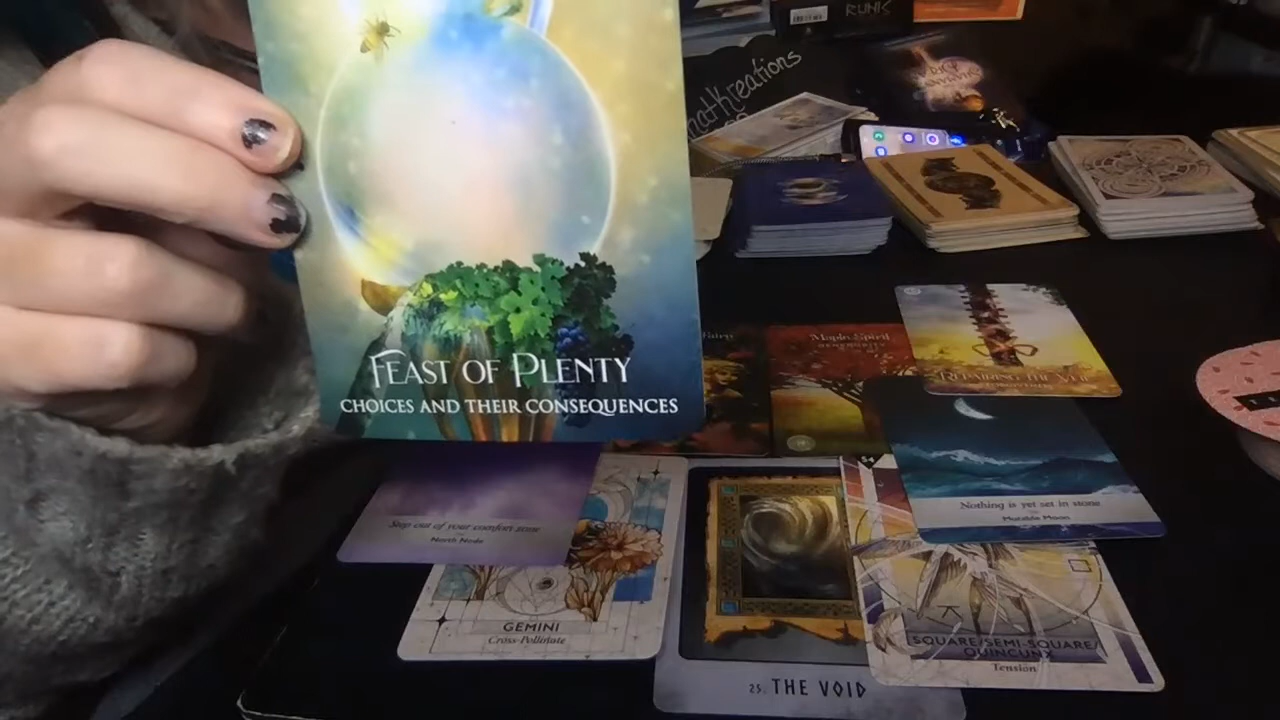 RUNIS
FEAST OF PLENTY
CHOICES AND THEIR CONSEQUENCES
Maple Spirit
Nothing is yet set in stone
Mutable Moon
Step out of your comfort zone
North Node
GEMINI
Cross-Pollinate
25. THE VOID
SQUARE/SEMI-SQUARE/
QUINCUNX
Tension